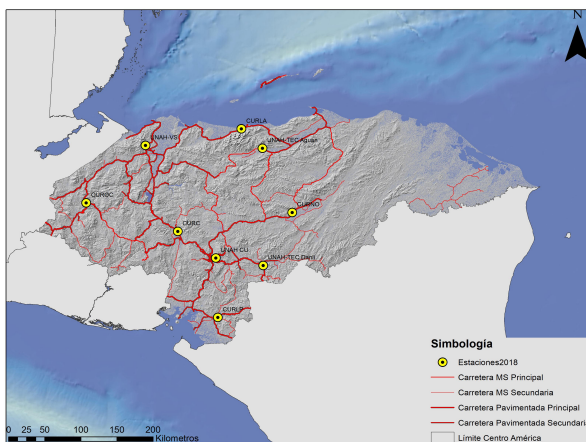 N
CURLA
UNAH-VS
UNAH-TEC Aguan
CUROC
CURNO
CURC
UNAH CU
UNAH-TEC Danli
CURLP
Simbología
Estaciones2018
Carretera MS Principal
Carretera MS Secundaria
Carretera Pavimentada Principal
Carretera Pavimentada Secundaria
Límite Centro América
0 25 50 100 150 200
Kilometros